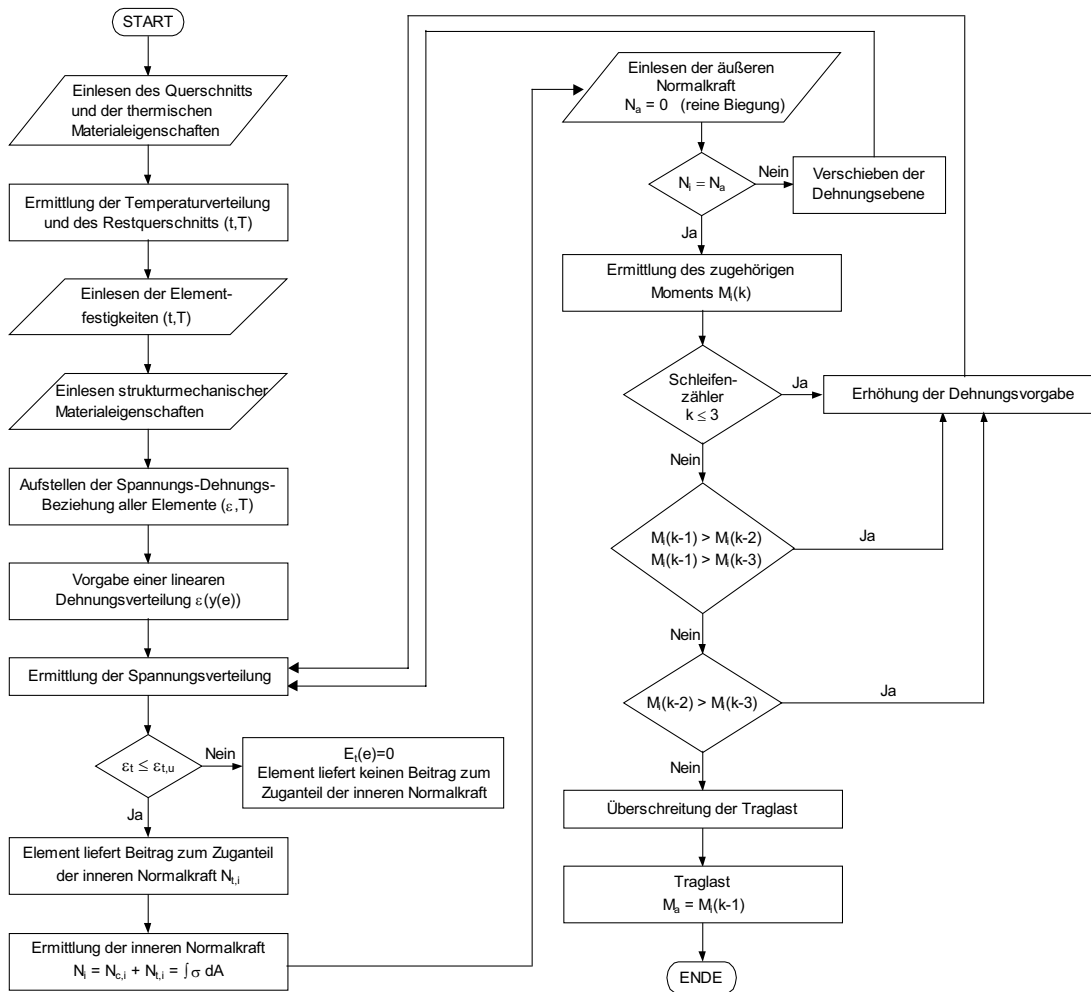 START
Einlesen des Querschnitts
und der thermischen
Materialeigenschaften
Ermittlung der Temperaturverteilung
und des Restquerschnitts (t,T)
Einlesen der Element-
festigkeiten (t,T)
Einlesen strukturmechanischer
Materialeigenschaften
Aufstellen der Spannungs-Dehnungs-
Beziehung aller Elemente (ε,T)
Vorgabe einer linearen
Dehnungsverteilung ε(y(e))
Ermittlung der Spannungsverteilung
εt ≤ εt,u
Nein
Et(e)=0
Element liefert keinen Beitrag zum
Zuganteil der inneren Normalkraft
Ja
Element liefert Beitrag zum Zuganteil
der inneren Normalkraft Nt,i
Ermittlung der inneren Normalkraft
Ni = Nc,i + Nt,i = ∫ σ dA
Einlesen der äußeren
Normalkraft
Na = 0 (reine Biegung)
Ni = Na
Nein
Verschieben der
Dehnungsebene
Ja
Ermittlung des zugehörigen
Moments Mi(k)
Schleifen-
zähler
k ≤ 3
Ja
Erhöhung der Dehnungsvorgabe
Nein
Mi(k-1) > Mi(k-2)
Mi(k-1) > Mi(k-3)
Ja
Nein
Mi(k-2) > Mi(k-3)
Ja
Nein
Überschreitung der Traglast
Traglast
Ma = Mi(k-1)
ENDE